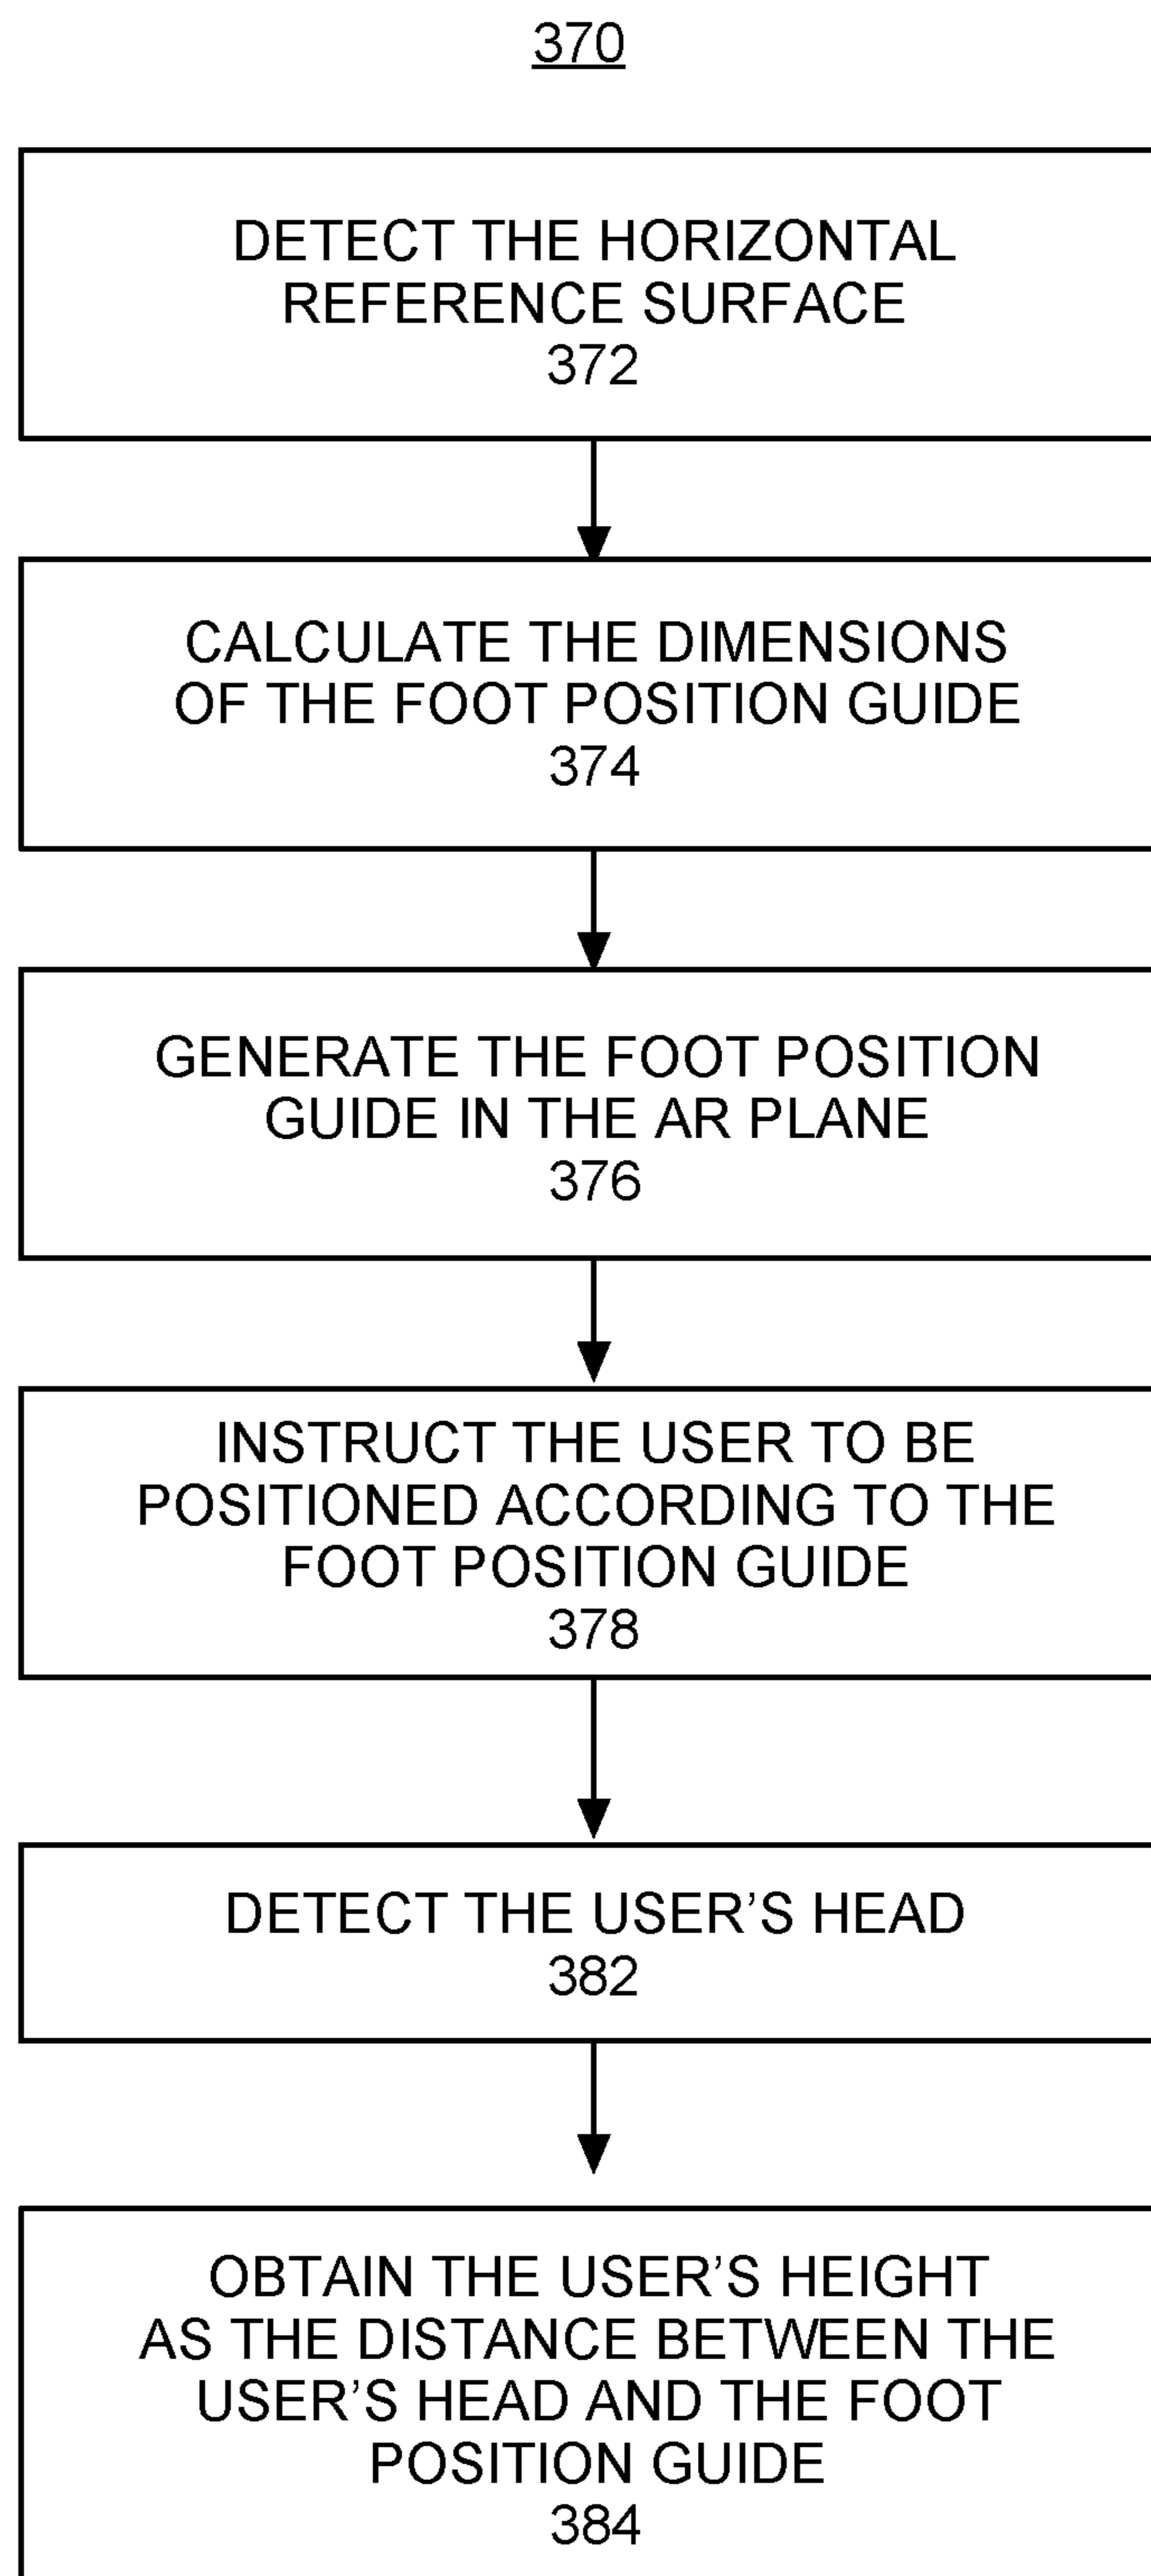 370
DETECT THE HORIZONTAL
REFERENCE SURFACE
372
CALCULATE THE DIMENSIONS
OF THE FOOT POSITION GUIDE
374
GENERATE THE FOOT POSITION
GUIDE IN THE AR PLANE
376
INSTRUCT THE USER TO BE
POSITIONED ACCORDING TO THE
FOOT POSITION GUIDE
378
DETECT THE USER’S HEAD
382
OBTAIN THE USER’S HEIGHT
AS THE DISTANCE BETWEEN THE
USER’S HEAD AND THE FOOT
POSITION GUIDE
384